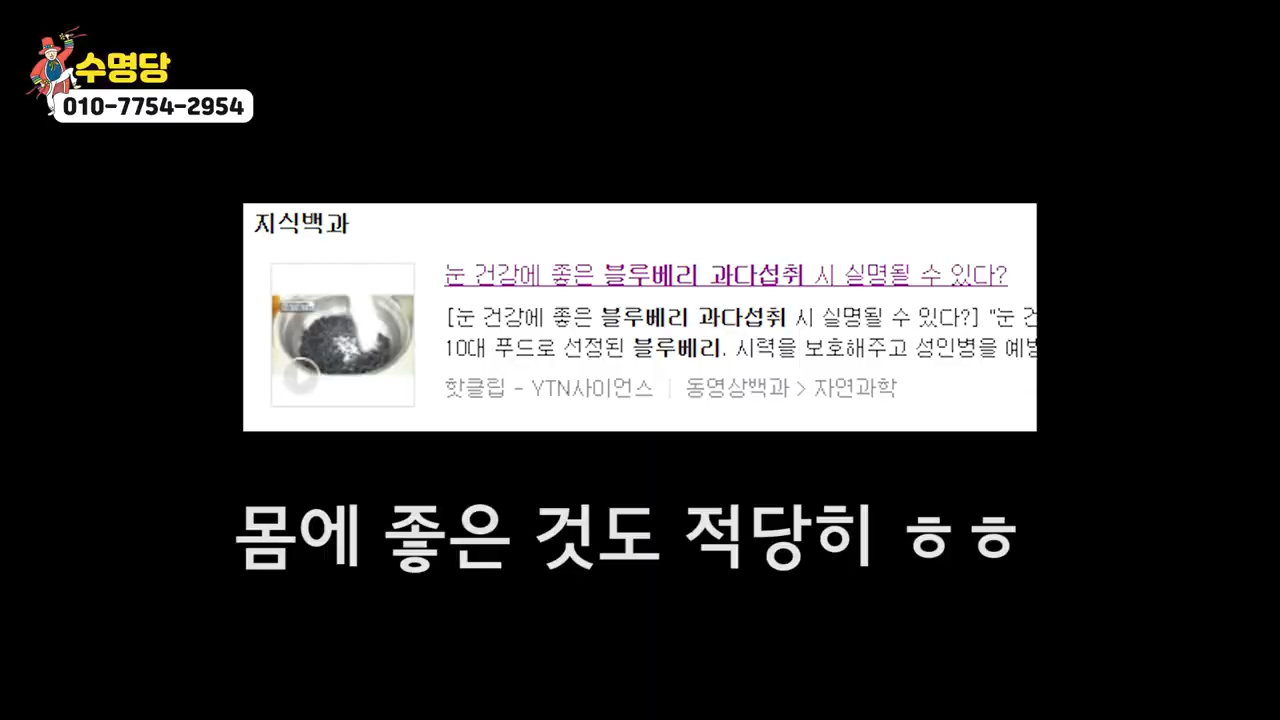 수명당
010-7754-2954
지식백과
눈 건강에 좋은 블루베리 과다섭취 시 실명될 수 있다?
[눈 건강에 좋은 블루베리 과다섭취 시 실명될 수 있다?] "눈 건
10대 푸드로 선정된 블루베리. 시력을 보호해주고 성인병을 예방
핫클립 - YTN사이언스 | 동영상백과 > 자연과학
몸에 좋은 것도 적당히 ㅎㅎ